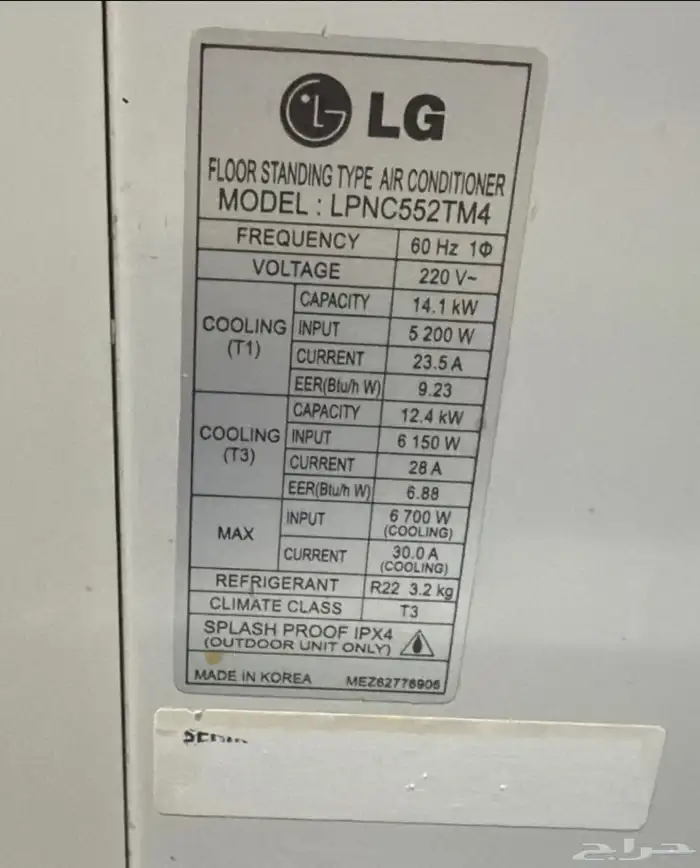 LG
FLOOR STANDING TYPE AIR CONDITIONER
MODEL : LPNC552TM4
FREQUENCY 60 Hz 1Φ
VOLTAGE 220 V~
COOLING (T1)
CAPACITY 14.1 kW
INPUT 5 200 W
CURRENT 23.5 A
EER(Btu/h W) 9.23
COOLING (T3)
CAPACITY 12.4 kW
INPUT 6 150 W
CURRENT 28 A
EER(Btu/h W) 6.88
MAX
INPUT 6 700 W (COOLING)
CURRENT 30.0 A (COOLING)
REFRIGERANT R22 3.2 kg
CLIMATE CLASS T3
SPLASH PROOF IPX4
(OUTDOOR UNIT ONLY)
MADE IN KOREA MEZ62776905
حراج